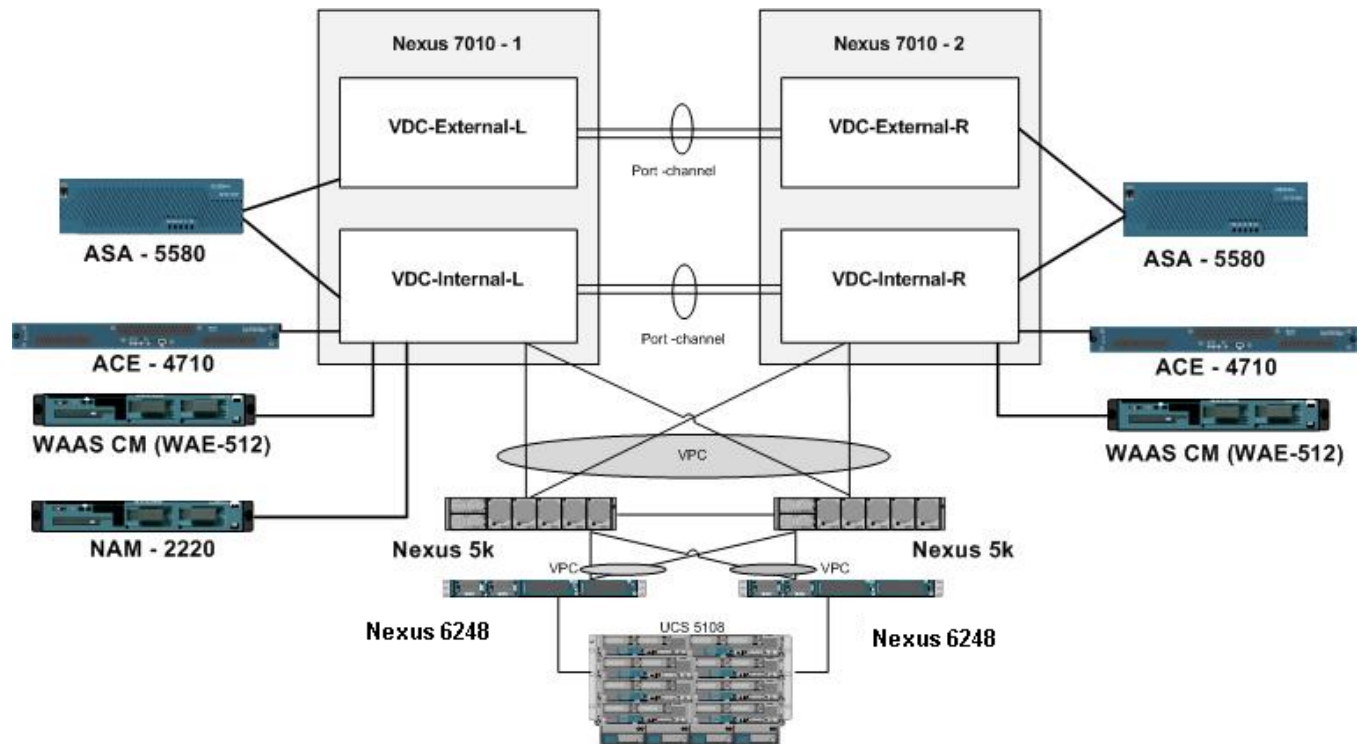 Nexus 7010 - 1
Nexus 7010 - 2
VDC-External-L
VDC-External-R
Port -channel
ASA - 5580
ASA - 5580
VDC-Internal-L
VDC-Internal-R
Port -channel
ACE - 4710
ACE - 4710
WAAS CM (WAE-512)
WAAS CM (WAE-512)
VPC
NAM - 2220
Nexus 5k
Nexus 5k
VPC
VPC
Nexus 6248
UCS 5108
Nexus 6248